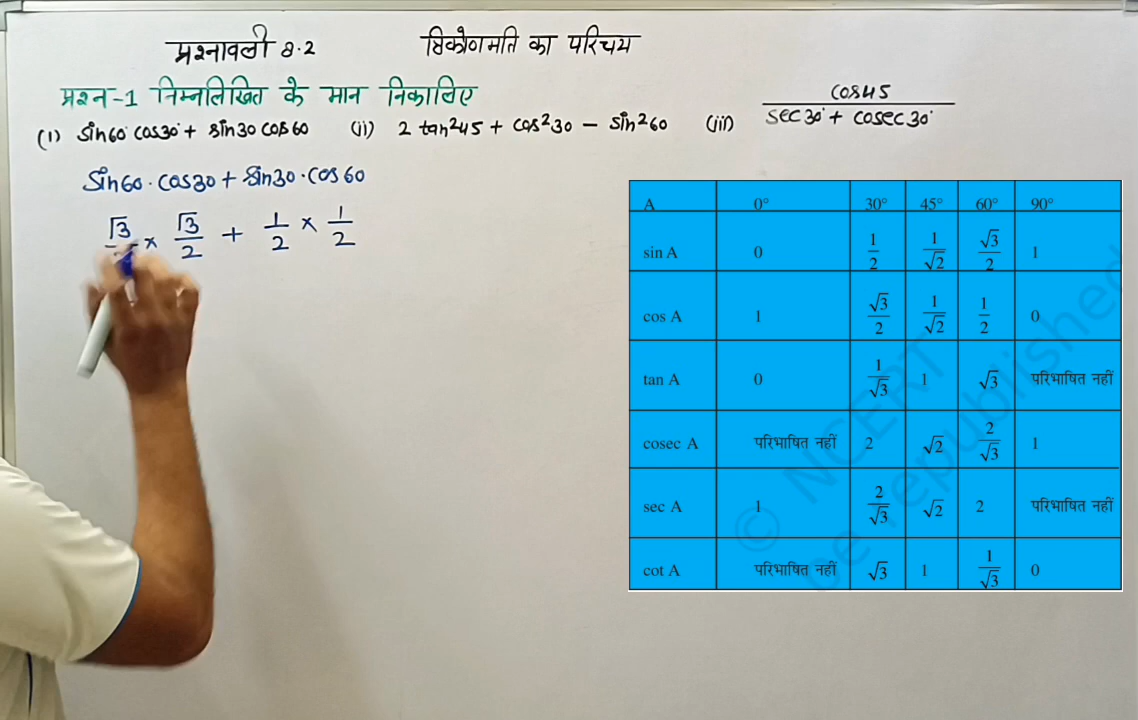 प्रश्नावली 8.2 त्रिकोणमिति का परिचय
प्रश्न-1 निम्नलिखित के मान निकालिए
(i) sin60 cos30° + sin30 cos60 (ii) 2 tan²45 + cos²30 − sin²60 (iii) cos45 / sec30° + cosec30°
sin60 · cos30 + sin30 · cos60
√3/2 × √3/2 + 1/2 × 1/2
A 0° 30° 45° 60° 90°
sin A 0 1/2 1/√2 √3/2 1
cos A 1 √3/2 1/√2 1/2 0
tan A 0 1/√3 1 √3 परिभाषित नहीं
cosec A परिभाषित नहीं 2 √2 2/√3 1
sec A 1 2/√3 √2 2 परिभाषित नहीं
cot A परिभाषित नहीं √3 1 1/√3 0
© NCERT
be republished